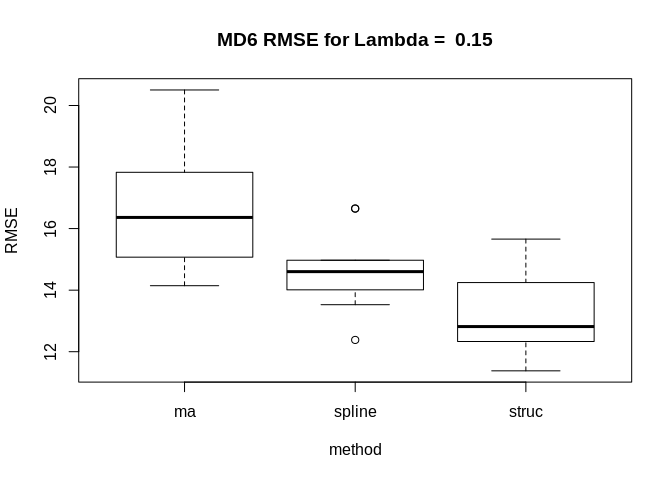 MD6 RMSE for Lambda =  0.15
RMSE
20
18
16
14
12
ma
spline
struc
method